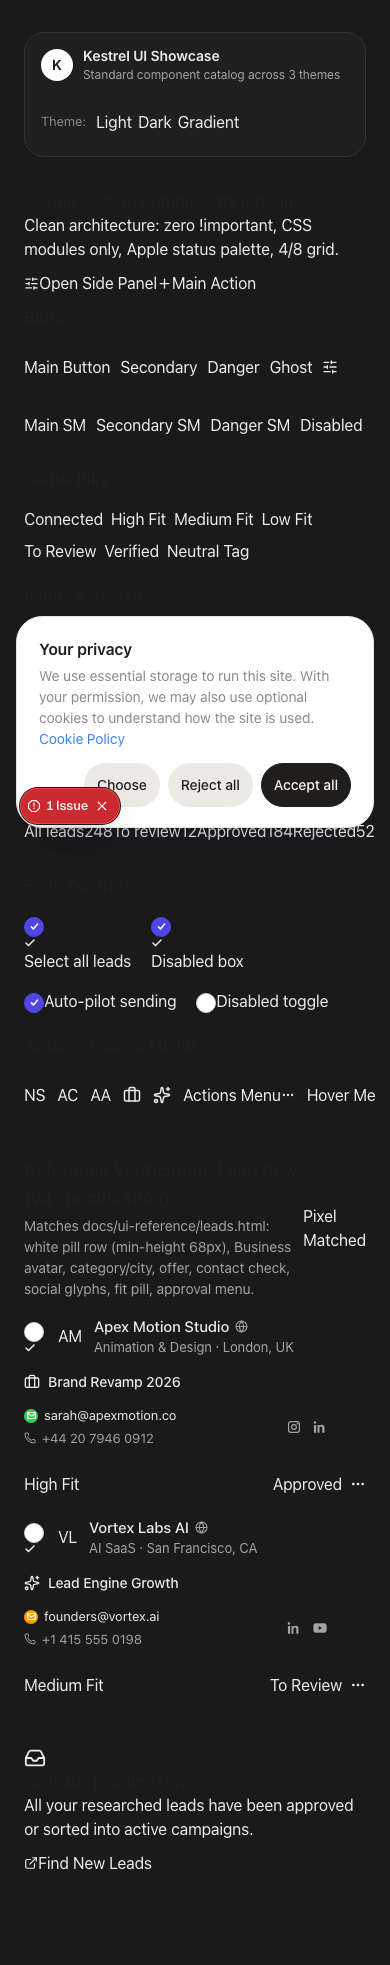 K
Kestrel UI Showcase
Standard component catalog across 3 themes
Theme: Light Dark Gradient
Clean architecture: zero !important, CSS
modules only, Apple status palette, 4/8 grid.
Open Side Panel Main Action
Buttons
Main Button Secondary Danger Ghost
Main SM Secondary SM Danger SM Disabled
Status Pills
Connected High Fit Medium Fit Low Fit
To Review Verified Neutral Tag
Your privacy
We use essential storage to run this site. With
your permission, we may also use optional
cookies to understand how the site is used.
Cookie Policy
Choose Reject all Accept all
1 Issue
All leads248To review12Approved184Rejected52
Form Controls
Select all leads Disabled box
Auto-pilot sending Disabled toggle
NS AC AA Actions Menu Hover Me
Matches docs/ui-reference/leads.html:
white pill row (min-height 68px), Business
avatar, category/city, offer, contact check,
social glyphs, fit pill, approval menu.
Pixel
Matched
AM Apex Motion Studio
Animation & Design · London, UK
Brand Revamp 2026
sarah@apexmotion.co
+44 20 7946 0912
High Fit Approved
VL Vortex Labs AI
AI SaaS · San Francisco, CA
Lead Engine Growth
founders@vortex.ai
+1 415 555 0198
Medium Fit To Review
All your researched leads have been approved
or sorted into active campaigns.
Find New Leads